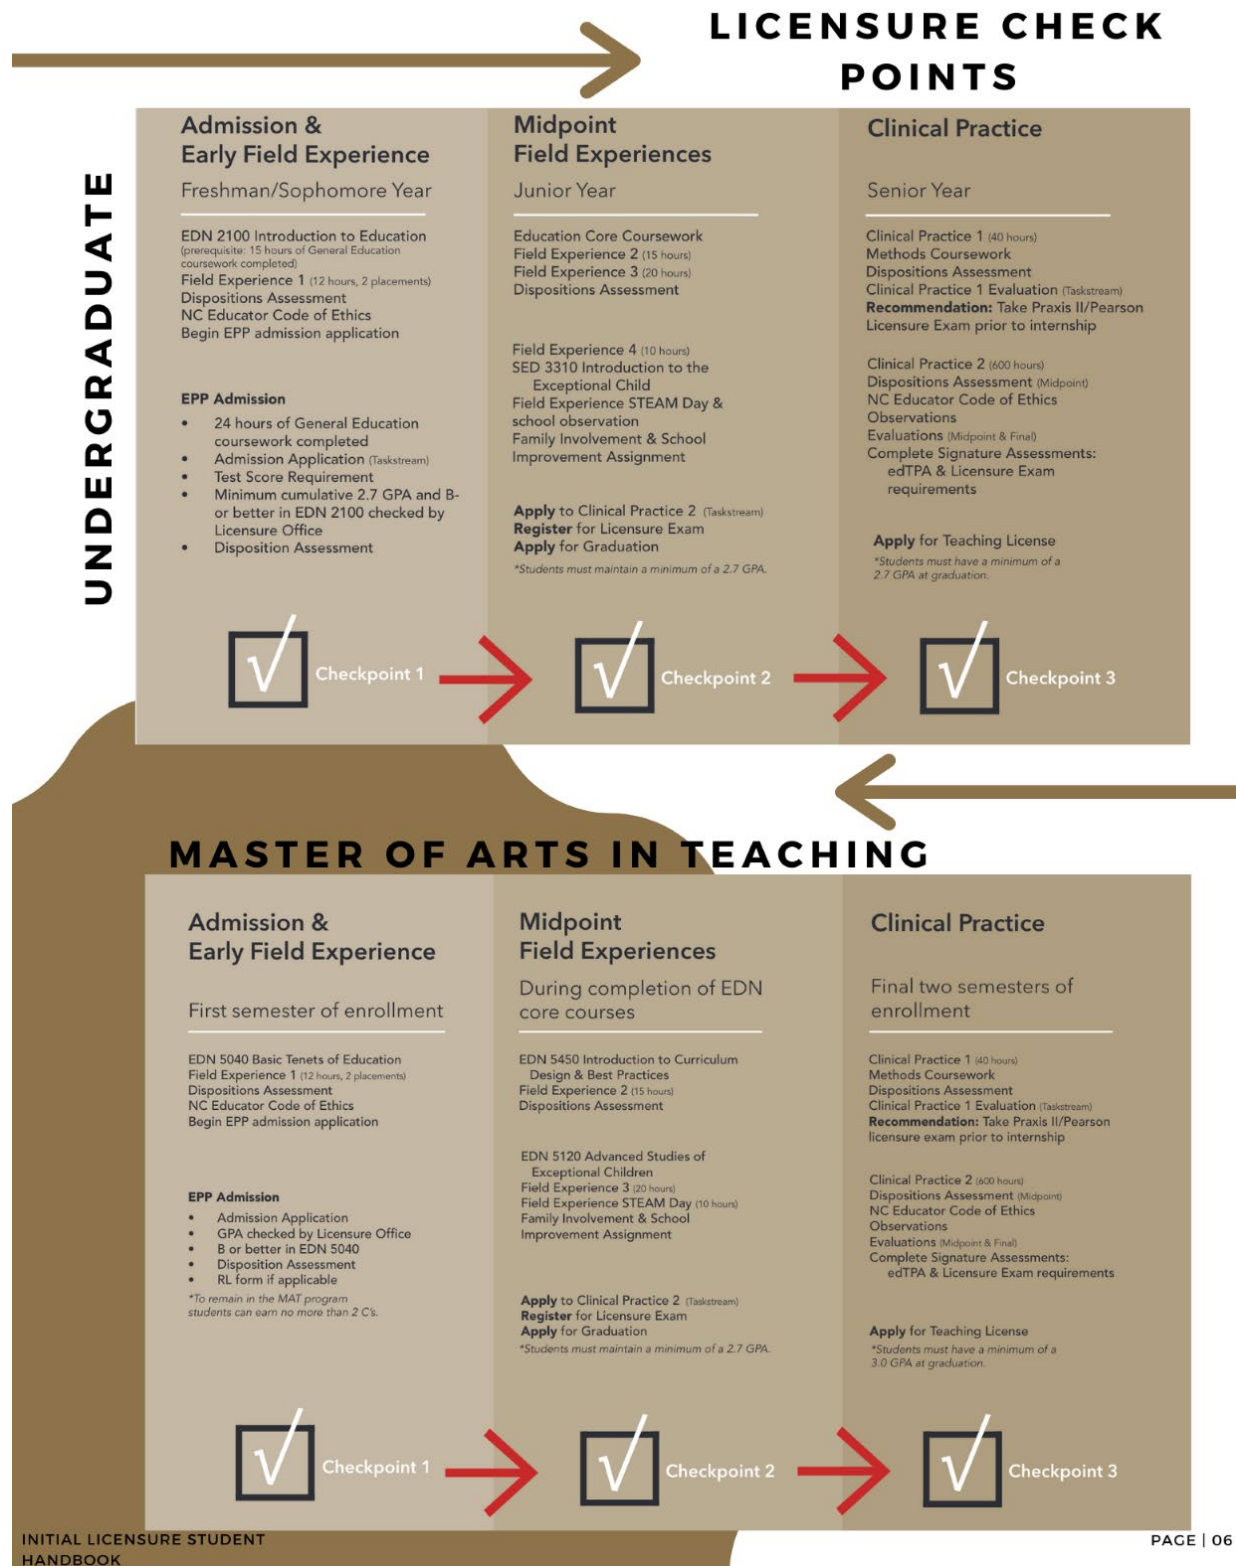 LICENSURE CHECK
POINTS
UNDERGRADUATE
Admission &
Early Field Experience
Freshman/Sophomore Year
EDN 2100 Introduction to Education
(prerequisite: 15 hours of General Education
coursework completed)
Field Experience 1 (12 hours, 2 placements)
Dispositions Assessment
NC Educator Code of Ethics
Begin EPP admission application
EPP Admission
• 24 hours of General Education
coursework completed
• Admission Application (Taskstream)
• Test Score Requirement
• Minimum cumulative 2.7 GPA and B-
or better in EDN 2100 checked by
Licensure Office
• Disposition Assessment
√ Checkpoint 1
Midpoint
Field Experiences
Junior Year
Education Core Coursework
Field Experience 2 (15 hours)
Field Experience 3 (20 hours)
Dispositions Assessment
Field Experience 4 (10 hours)
SED 3310 Introduction to the
Exceptional Child
Field Experience STEAM Day &
school observation
Family Involvement & School
Improvement Assignment
Apply to Clinical Practice 2 (Taskstream)
Register for Licensure Exam
Apply for Graduation
*Students must maintain a minimum of a 2.7 GPA.
√ Checkpoint 2
Clinical Practice
Senior Year
Clinical Practice 1 (40 hours)
Methods Coursework
Dispositions Assessment
Clinical Practice 1 Evaluation (Taskstream)
Recommendation: Take Praxis II/Pearson
Licensure Exam prior to internship
Clinical Practice 2 (600 hours)
Dispositions Assessment (Midpoint)
NC Educator Code of Ethics
Observations
Evaluations (Midpoint & Final)
Complete Signature Assessments:
edTPA & Licensure Exam
requirements
Apply for Teaching License
*Students must have a minimum of a
2.7 GPA at graduation.
√ Checkpoint 3
MASTER OF ARTS IN TEACHING
Admission &
Early Field Experience
First semester of enrollment
EDN 5040 Basic Tenets of Education
Field Experience 1 (12 hours, 2 placements)
Dispositions Assessment
NC Educator Code of Ethics
Begin EPP admission application
EPP Admission
• Admission Application
• GPA checked by Licensure Office
• B or better in EDN 5040
• Disposition Assessment
• RL form if applicable
*To remain in the MAT program
students can earn no more than 2 C's.
√ Checkpoint 1
Midpoint
Field Experiences
During completion of EDN
core courses
EDN 5450 Introduction to Curriculum
Design & Best Practices
Field Experience 2 (15 hours)
Dispositions Assessment
EDN 5120 Advanced Studies of
Exceptional Children
Field Experience 3 (20 hours)
Field Experience STEAM Day (10 hours)
Family Involvement & School
Improvement Assignment
Apply to Clinical Practice 2 (Taskstream)
Register for Licensure Exam
Apply for Graduation
*Students must maintain a minimum of a 2.7 GPA.
√ Checkpoint 2
Clinical Practice
Final two semesters of
enrollment
Clinical Practice 1 (40 hours)
Methods Coursework
Dispositions Assessment
Clinical Practice 1 Evaluation (Taskstream)
Recommendation: Take Praxis II/Pearson
licensure exam prior to internship
Clinical Practice 2 (600 hours)
Dispositions Assessment (Midpoint)
NC Educator Code of Ethics
Observations
Evaluations (Midpoint & Final)
Complete Signature Assessments:
edTPA & Licensure Exam requirements
Apply for Teaching License
*Students must have a minimum of a
3.0 GPA at graduation.
√ Checkpoint 3
INITIAL LICENSURE STUDENT
HANDBOOK
PAGE | 06